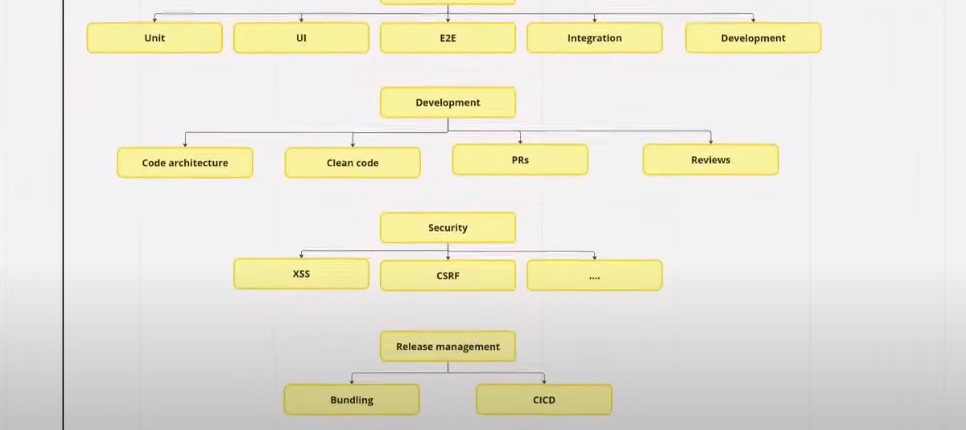 Unit
UI
E2E
Integration
Development
Development
Code architecture
Clean code
PRs
Reviews
Security
XSS
CSRF
....
Release management
Bundling
CICD